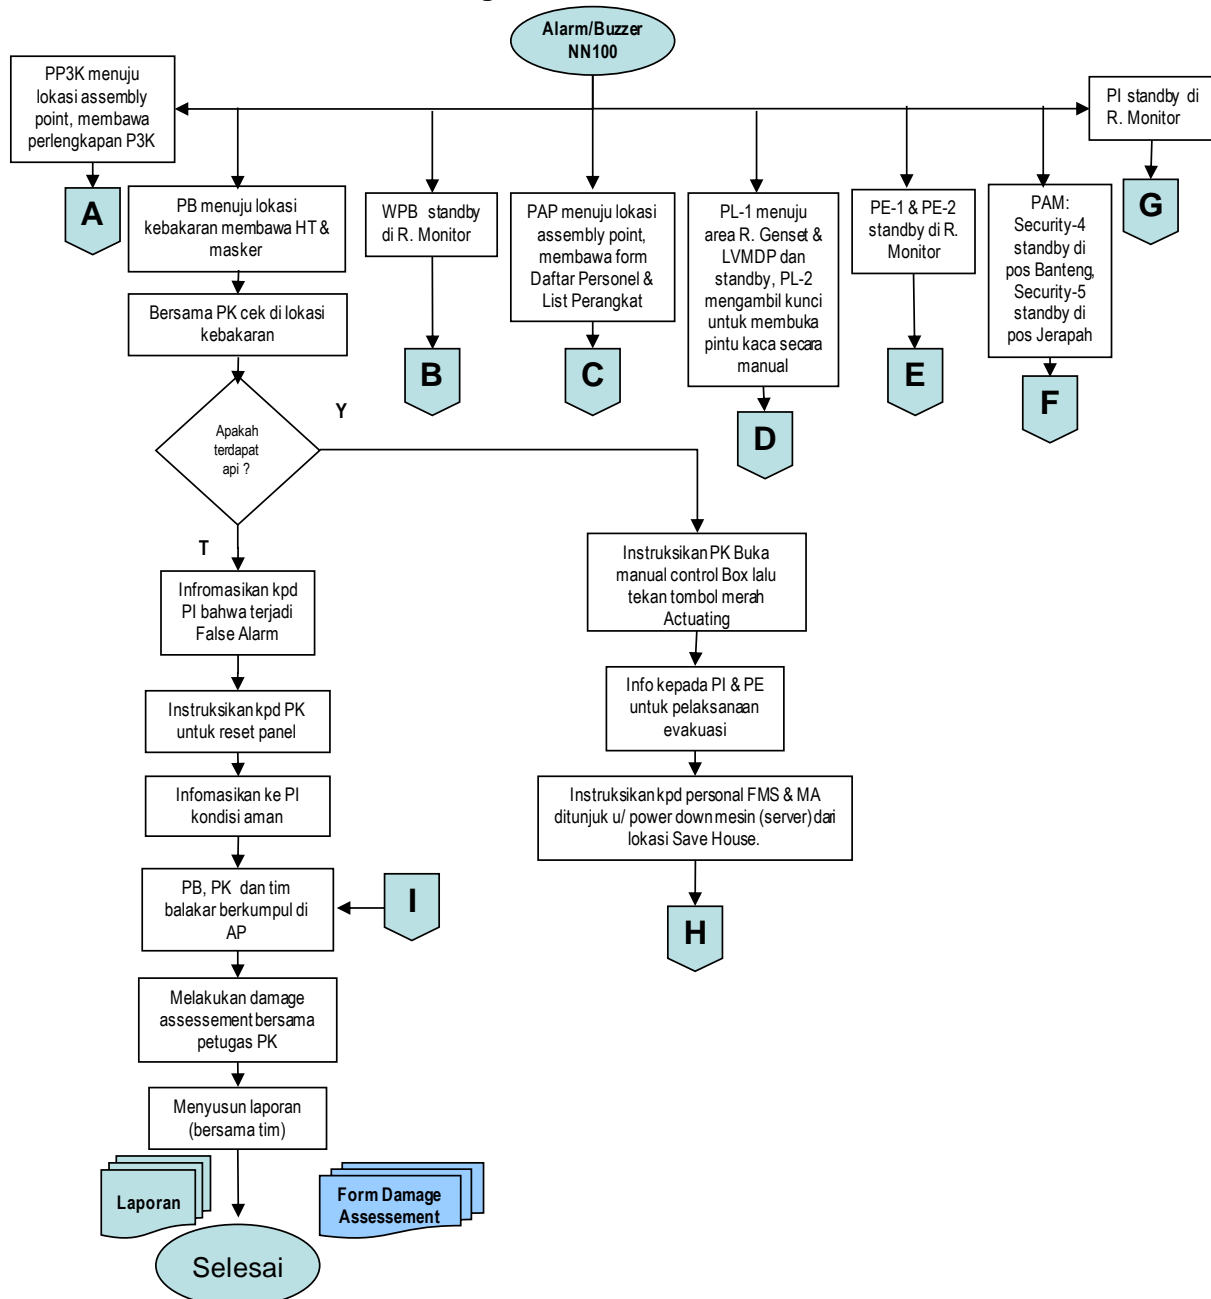 Alarm/Buzzer
NN100
PP3K menuju
lokasi assembly
point, membawa
perlengkapan P3K
PI standby di
R. Monitor
A
PB menuju lokasi
kebakaran membawa HT &
masker
WPB standby
di R. Monitor
PAP menuju lokasi
assembly point,
membawa form
Daftar Personel &
List Perangkat
PL-1 menuju
area R. Genset &
LVMDP dan
standby, PL-2
mengambil kunci
untuk membuka
pintu kaca secara
manual
PE-1 & PE-2
standby di R.
Monitor
PAM:
Security-4
standby di
pos Banteng,
Security-5
standby di
pos Jerapah
G
Bersama PK cek di lokasi
kebakaran
B
C
D
E
F
Apakah
terdapat
api ?
Y
T
Infromasikan kpd
PI bahwa terjadi
False Alarm
Instruksikan PK Buka
manual control Box lalu
tekan tombol merah
Actuating
Instruksikan kpd PK
untuk reset panel
Info kepada PI & PE
untuk pelaksanaan
evakuasi
Infomasikan ke PI
kondisi aman
Instruksikan kpd personal FMS & MA
ditunjuk u/ power down mesin (server) dari
lokasi Save House.
PB, PK dan tim
balakar berkumpul di
AP
I
H
Melakukan damage
assessement bersama
petugas PK
Menyusun laporan
(bersama tim)
Laporan
Form Damage
Assessement
Selesai